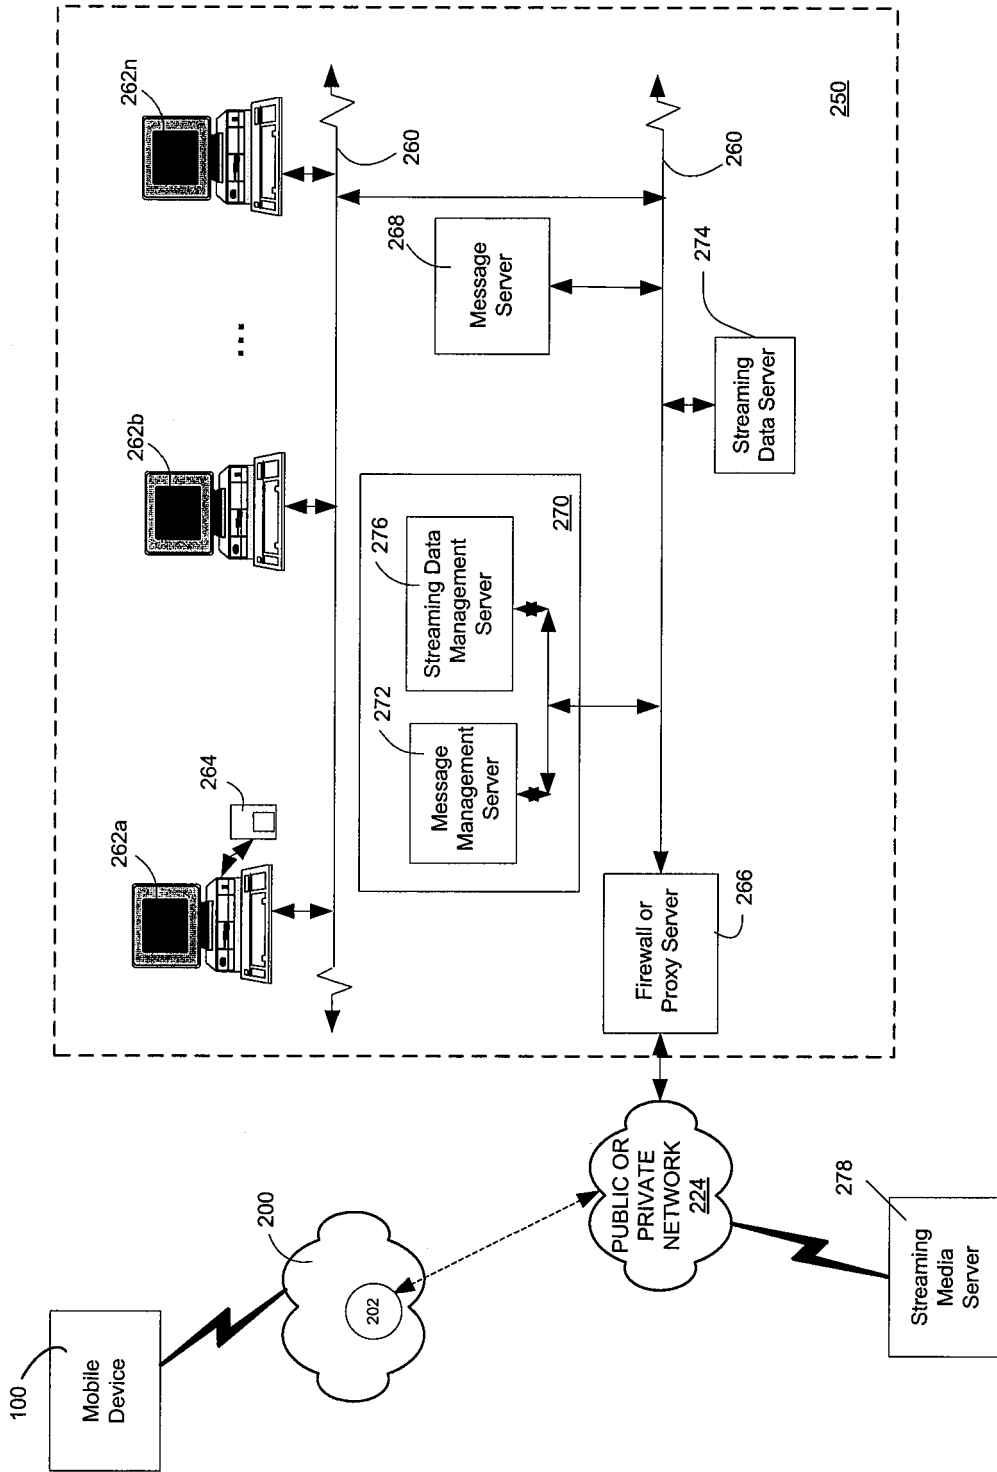 100
Mobile
Device
200
202
PUBLIC OR
PRIVATE
NETWORK
224
278
Streaming
Media
Server
262a
264
262b
262n
260
272
Message
Management
Server
276
Streaming Data
Management
Server
270
268
Message
Server
260
Firewall or
Proxy Server
266
274
Streaming
Data Server
250